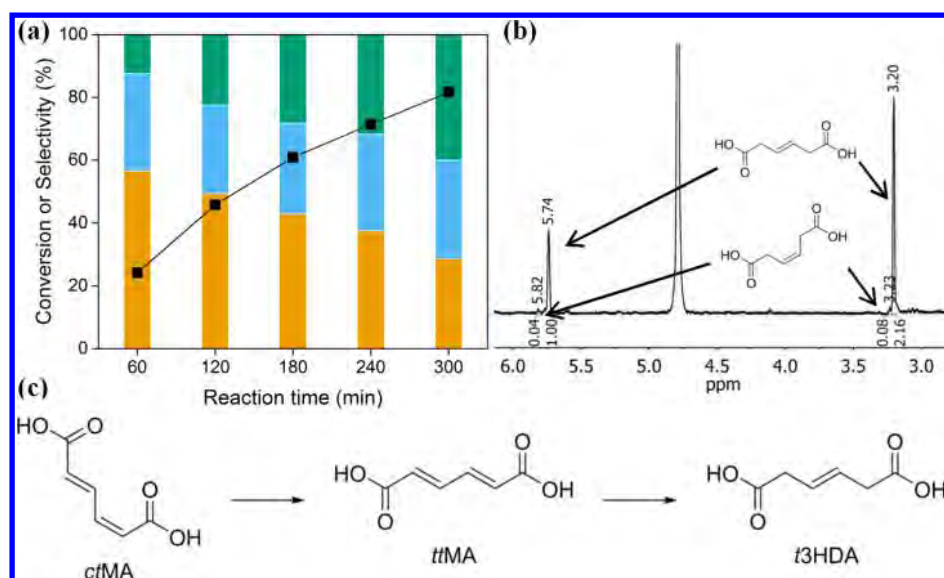 (a)
Conversion or Selectivity (%)
100
80
60
40
20
0
60 120 180 240 300
Reaction time (min)
(b)
3.20
5.74
5.82
3.23
0.04
1.00
0.08
2.16
HO O O OH
HO O O OH
6.0 5.5 5.0 4.5 4.0 3.5 3.0
ppm
(c)
HO O O OH
HO O O OH
HO O O OH
ctMA ttMA t3HDA